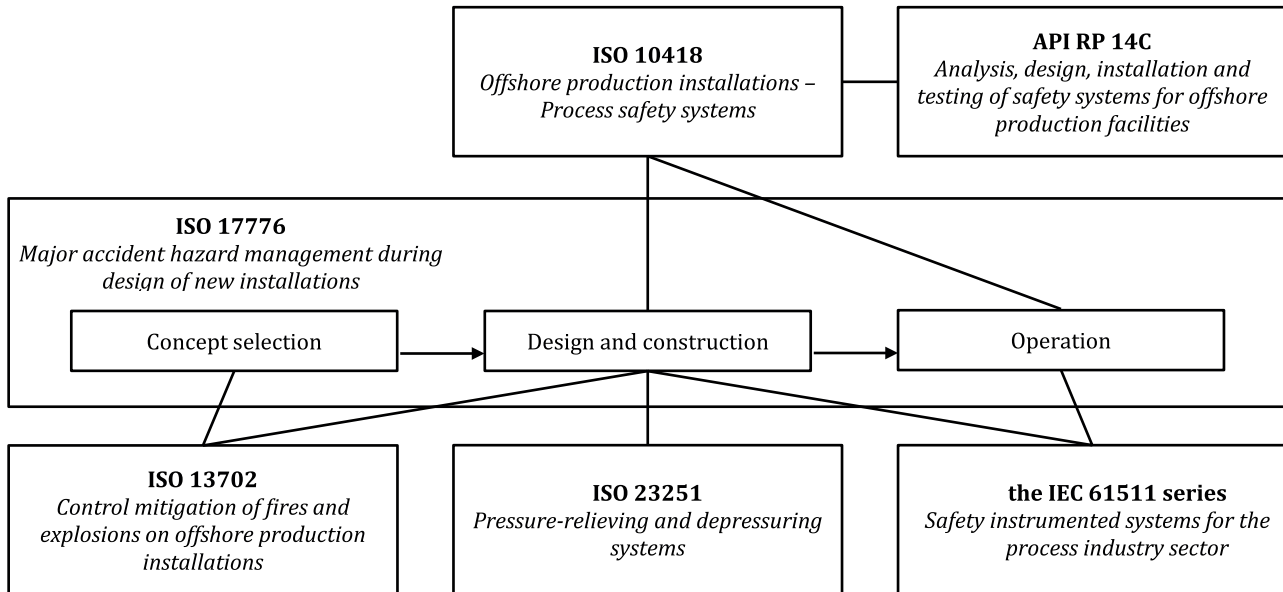 ISO 10418
Offshore production installations –
Process safety systems
API RP 14C
Analysis, design, installation and
testing of safety systems for offshore
production facilities
ISO 17776
Major accident hazard management during
design of new installations
Concept selection
Design and construction
Operation
ISO 13702
Control mitigation of fires and
explosions on offshore production
installations
ISO 23251
Pressure-relieving and depressuring
systems
the IEC 61511 series
Safety instrumented systems for the
process industry sector